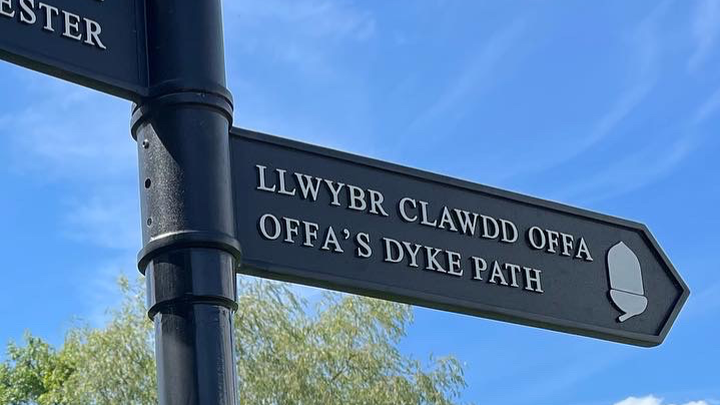 ESTER
LLWYBR CLAWDD OFFA
OFFA'S DYKE PATH